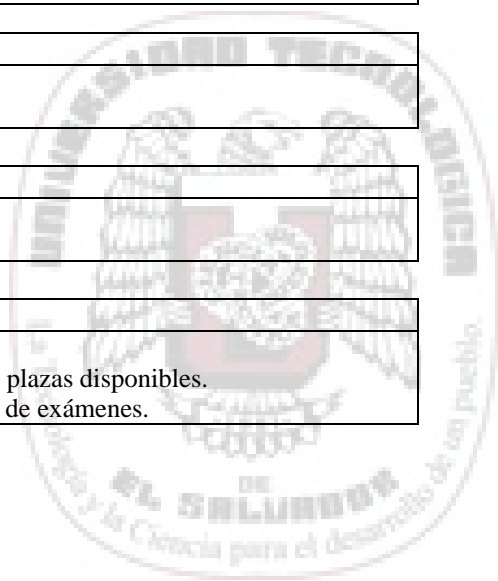 UNIVERSIDAD TECNOLOGICA
plazas disponibles.
de exámenes.
DE
EL SALVADOR
La Tecnología y la Ciencia para el desarrollo de un pueblo.